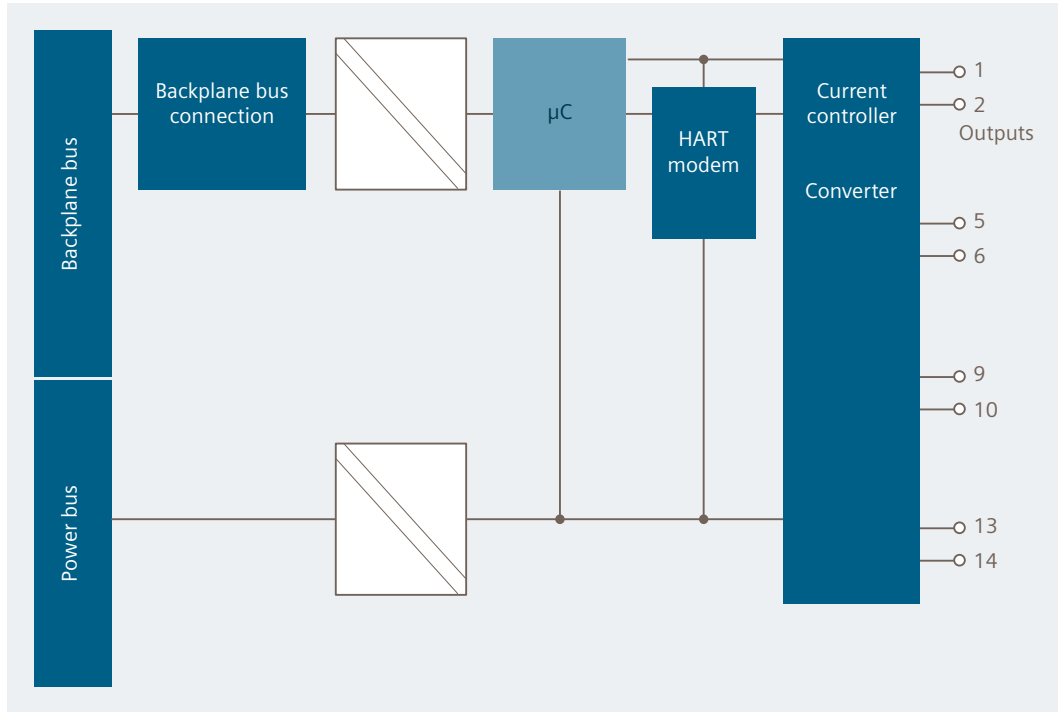 Backplane bus
Backplane bus
connection
µC
HART
modem
Current
controller
Converter
1
2
Outputs
5
6
9
10
13
14
Power bus